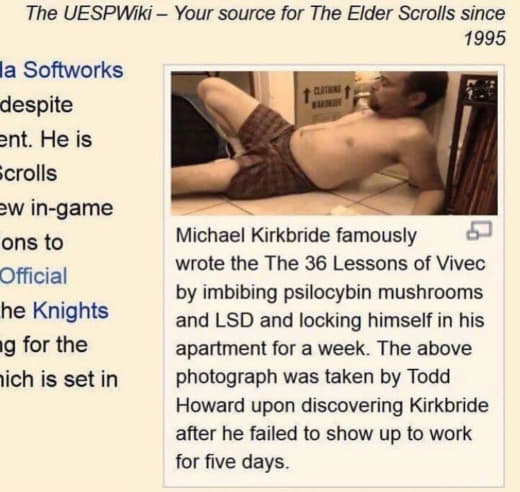 The UESPWiki – Your source for The Elder Scrolls since
1995
la Softworks
despite
ent. He is
Scrolls
ew in-game
ons to
Official
he Knights
ng for the
hich is set in
CLOTHING
WARDROBE
Michael Kirkbride famously
wrote the The 36 Lessons of Vivec
by imbibing psilocybin mushrooms
and LSD and locking himself in his
apartment for a week. The above
photograph was taken by Todd
Howard upon discovering Kirkbride
after he failed to show up to work
for five days.